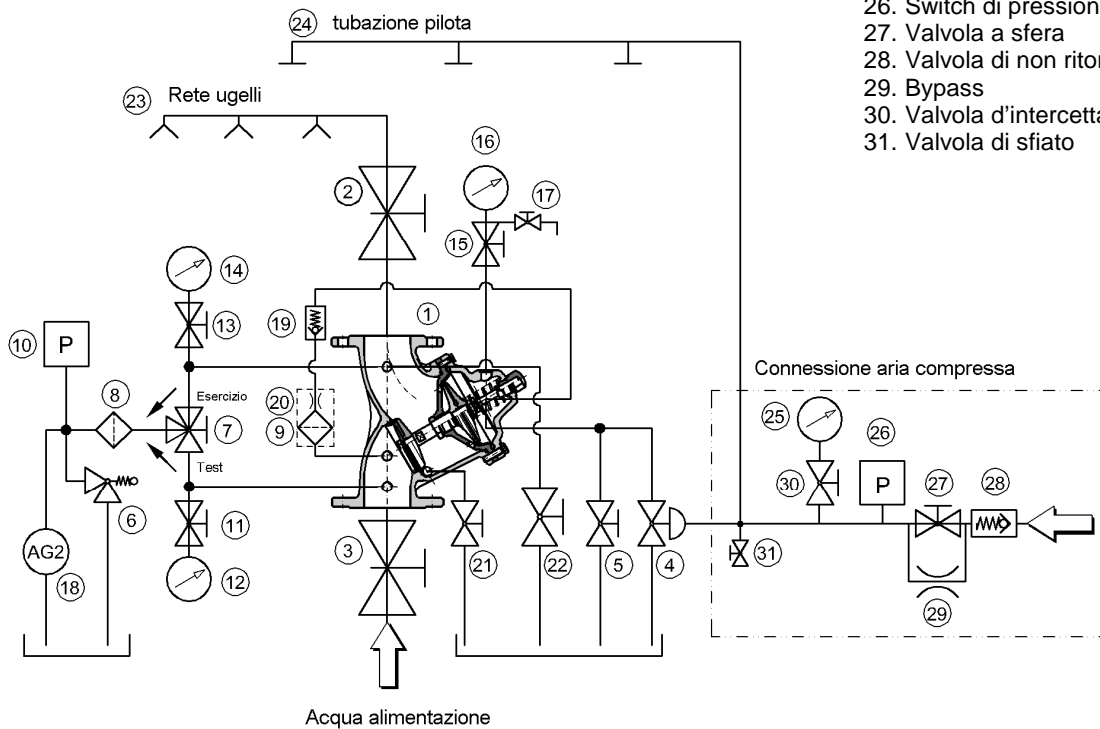 24 tubazione pilota
26. Switch di pression
27. Valvola a sfera
28. Valvola di non
29. Bypass
30. Valvola
31. Valvola di sfiato
23 Rete ugelli
16
2
17
15
14
1
19
13
10 P
Connessione aria compressa
8
Esercizio
20
25
7
9
26
Test
P
27
28
30
6
11
3
AG2
12
21
22
5
4
31
18
29
Acqua alimentazione